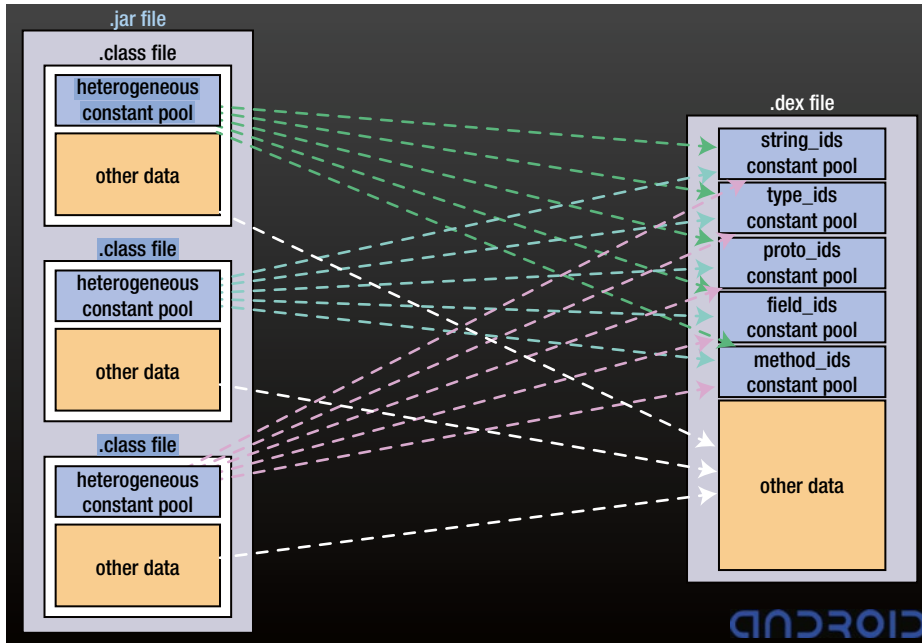 .jar file
.class file
heterogeneous
constant pool
other data
.class file
heterogeneous
constant pool
other data
.class file
heterogeneous
constant pool
other data
.dex file
string_ids
constant pool
type_ids
constant pool
proto_ids
constant pool
field_ids
constant pool
method_ids
constant pool
other data
ANDROID